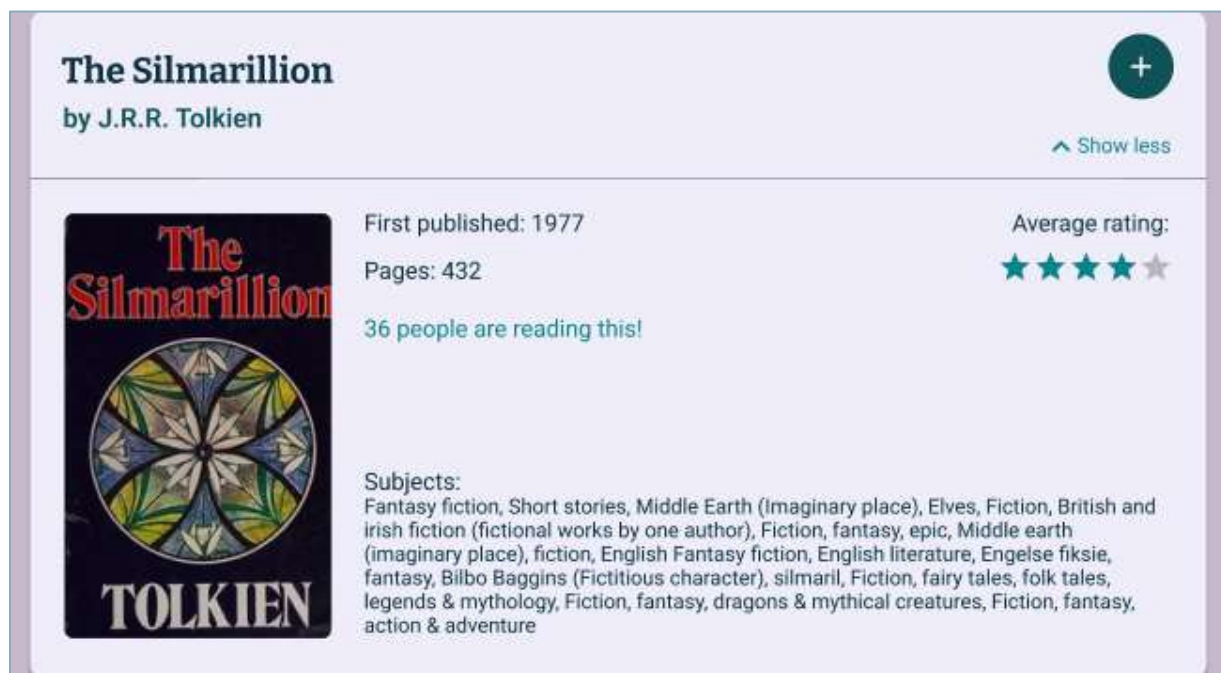 The Silmarillion
by J.R.R. Tolkien
+
Show less
The
Silmarillion
TOLKIEN
First published: 1977
Pages: 432
36 people are reading this!
Average rating:
Subjects:
Fantasy fiction, Short stories, Middle Earth (Imaginary place), Elves, Fiction, British and
irish fiction (fictional works by one author), Fiction, fantasy, epic, Middle earth
(imaginary place), fiction, English Fantasy fiction, English literature, Engelse fiksie,
fantasy, Bilbo Baggins (Fictitious character), silmaril, Fiction, fairy tales, folk tales,
legends & mythology, Fiction, fantasy, dragons & mythical creatures, Fiction, fantasy,
action & adventure